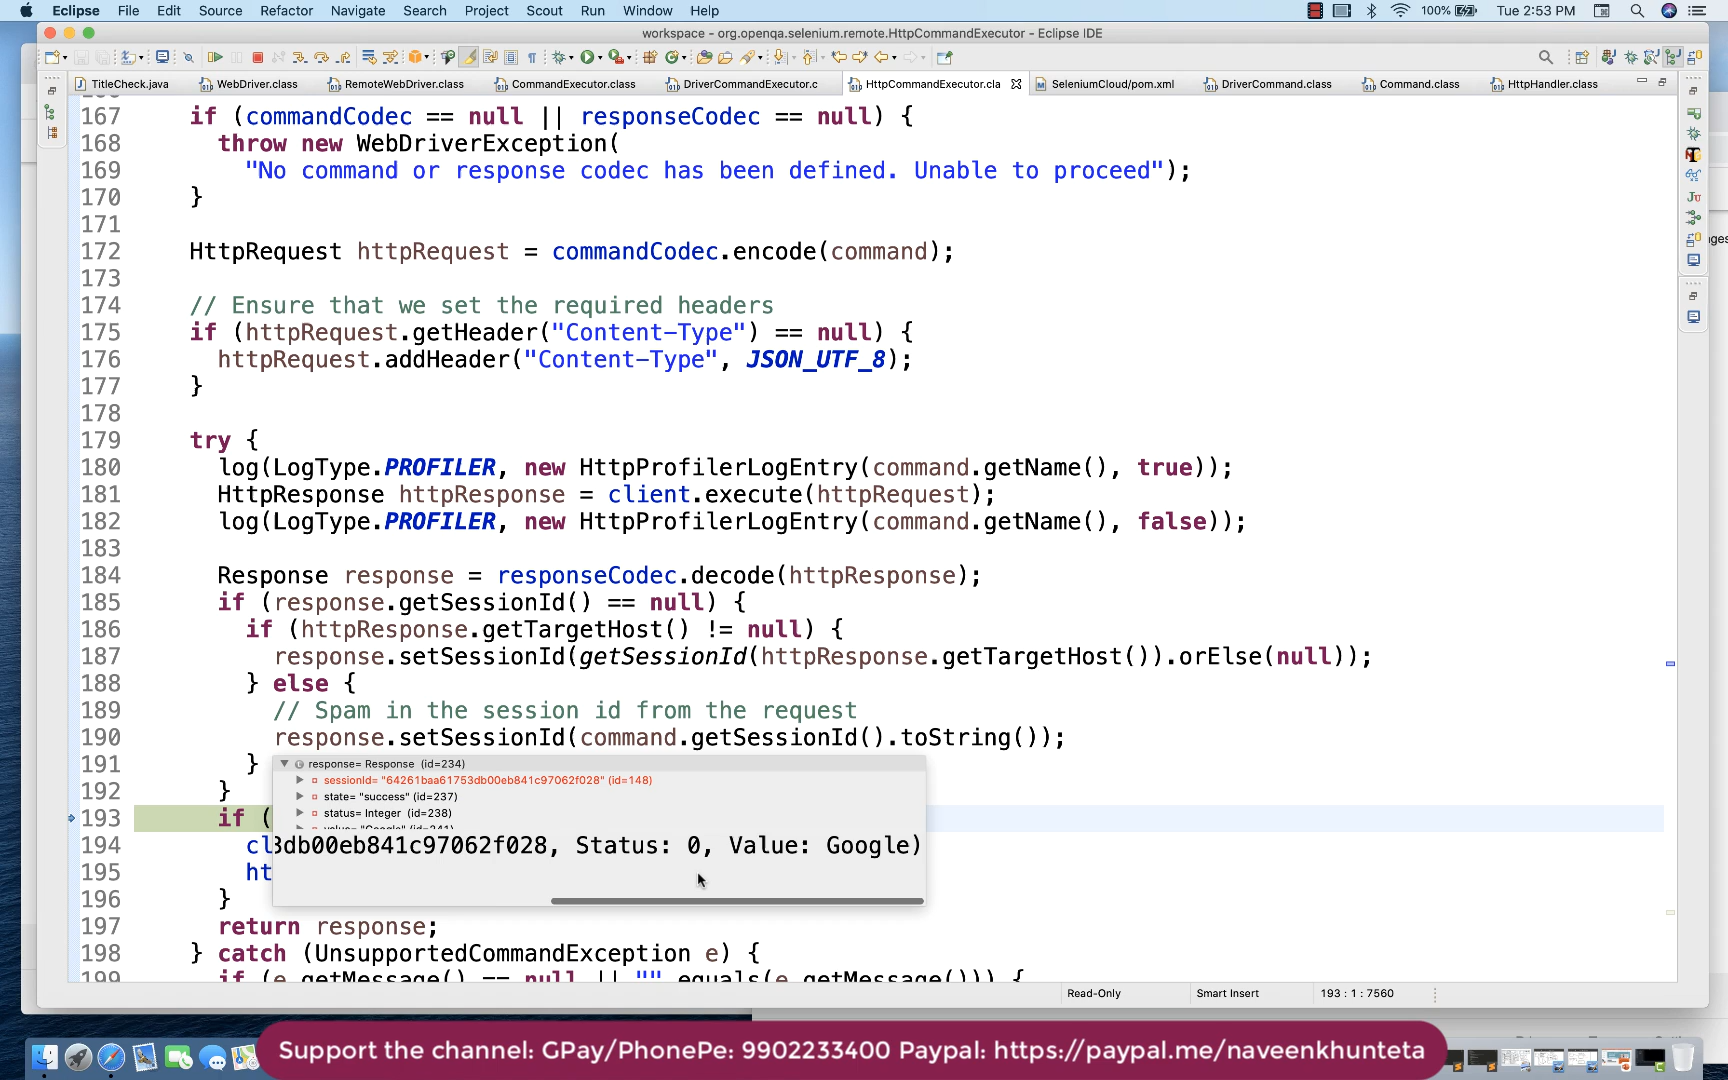 Eclipse File Edit Source Refactor Navigate Search Project Scout Run Window Help 100% Tue 2:53 PM
workspace - org.openqa.selenium.remote.HttpCommandExecutor - Eclipse IDE
TitleCheck.java WebDriver.class RemoteWebDriver.class CommandExecutor.class DriverCommandExecutor.c HttpCommandExecutor.cla SeleniumCloud/pom.xml DriverCommand.class Command.class HttpHandler.class
167 if (commandCodec == null || responseCodec == null) {
168 throw new WebDriverException(
169 "No command or response codec has been defined. Unable to proceed");
170 }
171
172 HttpRequest httpRequest = commandCodec.encode(command);
173
174 // Ensure that we set the required headers
175 if (httpRequest.getHeader("Content-Type") == null) {
176 httpRequest.addHeader("Content-Type", JSON_UTF_8);
177 }
178
179 try {
180 log(LogType.PROFILER, new HttpProfilerLogEntry(command.getName(), true));
181 HttpResponse httpResponse = client.execute(httpRequest);
182 log(LogType.PROFILER, new HttpProfilerLogEntry(command.getName(), false));
183
184 Response response = responseCodec.decode(httpResponse);
185 if (response.getSessionId() == null) {
186 if (httpResponse.getTargetHost() != null) {
187 response.setSessionId(getSessionId(httpResponse.getTargetHost()).orElse(null));
188 } else {
189 // Spam in the session id from the request
190 response.setSessionId(command.getSessionId().toString());
191 }
response= Response (id=234)
sessionId= "64261baa61753db00eb841c97062f028" (id=148)
192 }
state= "success" (id=237)
193 if (
status= Integer (id=238)
value= "Google" (id=241)
194 cl
3db00eb841c97062f028, Status: 0, Value: Google)
195 ht
196 }
197 return response;
198 } catch (UnsupportedCommandException e) {
199 if (e.getMessage() == null || "".equals(e.getMessage())) {
Read-Only Smart Insert 193 : 1 : 7560
Support the channel: GPay/PhonePe: 9902233400 Paypal: https://paypal.me/naveenkhunteta